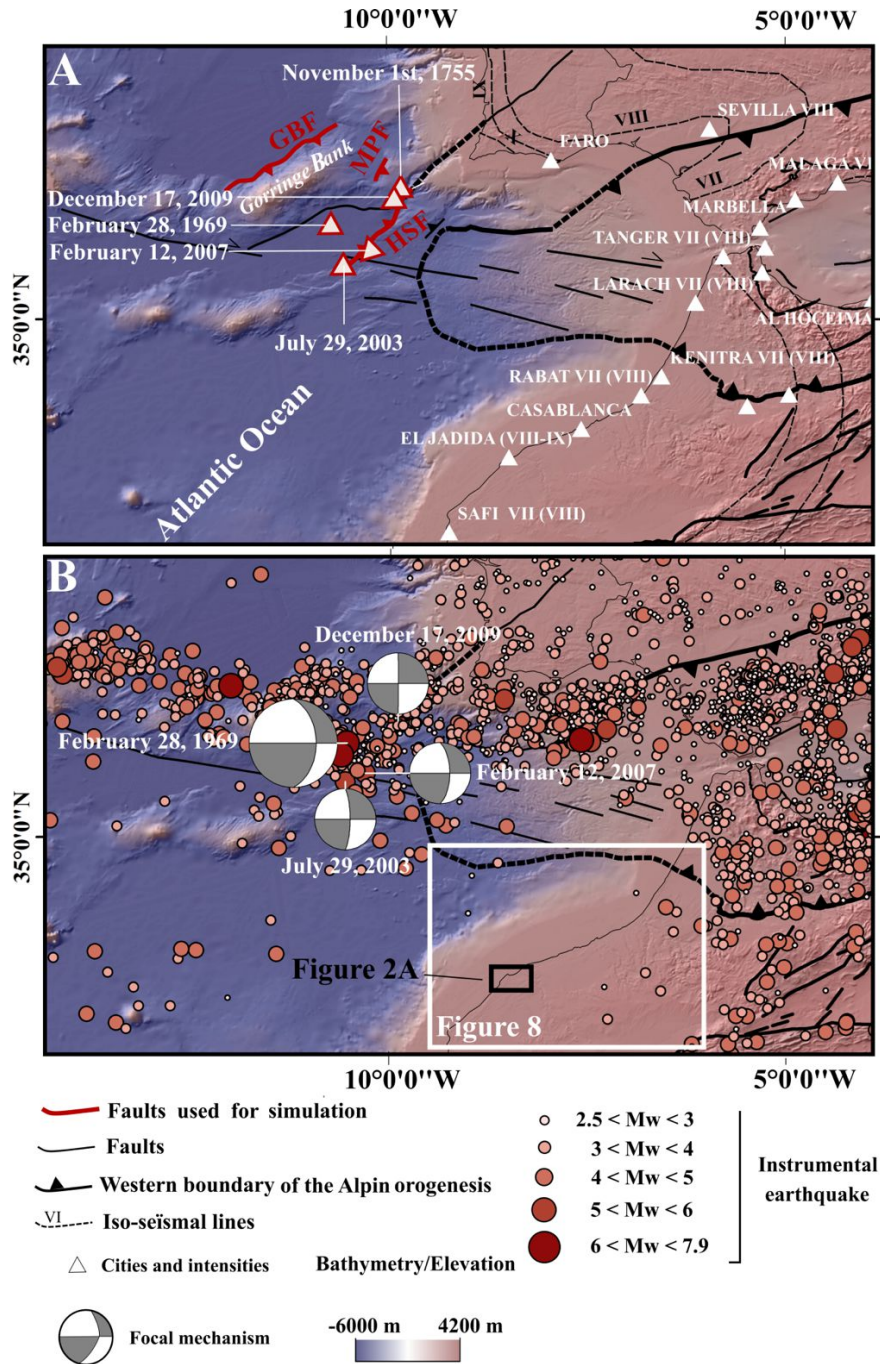 10°0'0''W 5°0'0''W
A
November 1st, 1755
IX
VIII
SEVILLA VIII
GBF
MPF
X
FARO
Gorringe Bank
VII
MALAGA VI
December 17, 2009
MARBELLA
February 28, 1969
HSF
TANGER VII (VIII)
February 12, 2007
LARACH VII (VIII)
AL HOCEIMA
35°0'0''N
July 29, 2003
KENITRA VII (VIII)
RABAT VII (VIII)
CASABLANCA
Atlantic Ocean
EL JADIDA (VIII-IX)
SAFI VII (VIII)
B
December 17, 2009
February 28, 1969
February 12, 2007
35°0'0''N
July 29, 2003
Figure 2A
Figure 8
10°0'0''W 5°0'0''W
Faults used for simulation
Faults
Western boundary of the Alpin orogenesis
VI
Iso-seïsmal lines
Cities and intensities
Focal mechanism
2.5 < Mw < 3
3 < Mw < 4
4 < Mw < 5
5 < Mw < 6
6 < Mw < 7.9
Instrumental
earthquake
Bathymetry/Elevation
-6000 m 4200 m